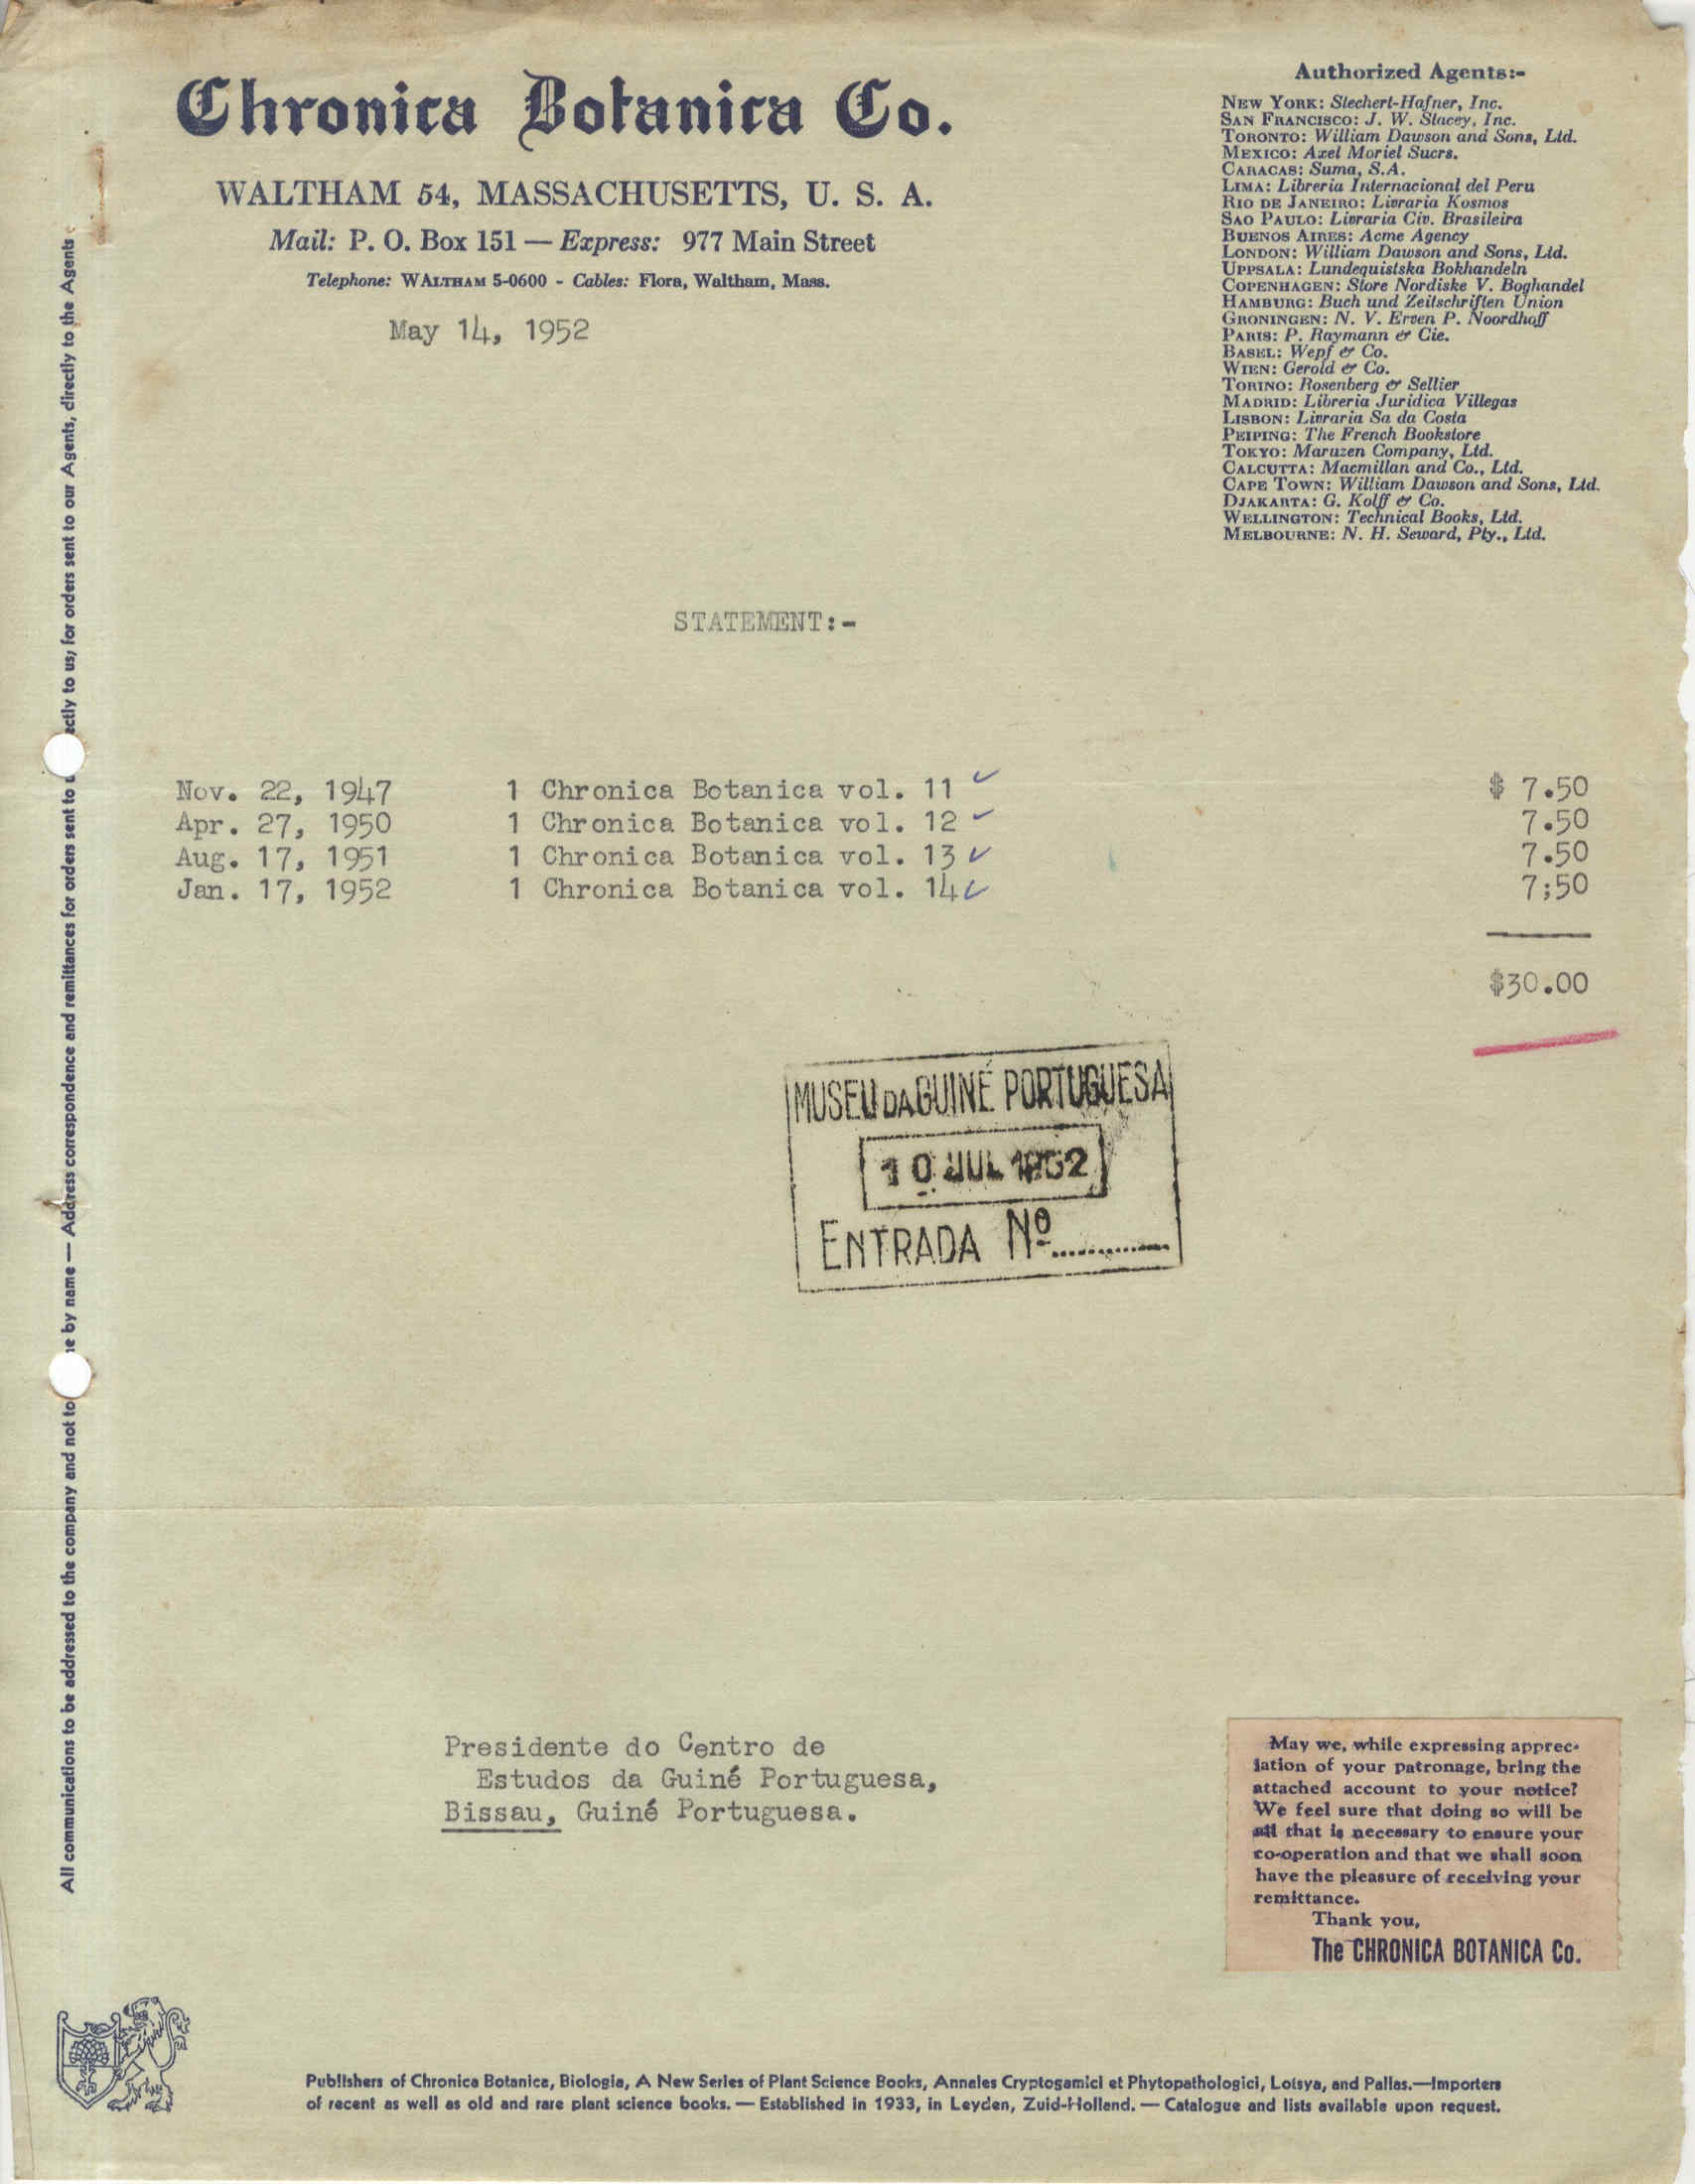 Chronica Botanica Co.
WALTHAM 54, MASSACHUSETTS, U. S. A.
Mail: P. O. Box 151 — Express: 977 Main Street
Telephone: WALTHAM 5-0600 - Cables: Flora, Waltham, Mass.
May 14, 1952
Authorized Agents:-
NEW YORK: Stechert-Hafner, Inc.
SAN FRANCISCO: J. W. Stacey, Inc.
TORONTO: William Dawson and Sons, Ltd.
MEXICO: Axel Moriel Sucrs.
CARACAS: Suma, S.A.
LIMA: Libreria Internacional del Peru
RIO DE JANEIRO: Livraria Kosmos
SAO PAULO: Livraria Civ. Brasileira
BUENOS AIRES: Acme Agency
LONDON: William Dawson and Sons, Ltd.
UPPSALA: Lundequistska Bokhandeln
COPENHAGEN: Store Nordiske V. Boghandel
HAMBURG: Buch und Zeitschriften Union
GRONINGEN: N. V. Erven P. Noordhoff
PARIS: P. Raymann & Cie.
BASEL: Wepf & Co.
WIEN: Gerold & Co.
TORINO: Rosenberg & Sellier
MADRID: Libreria Juridica Villegas
LISBON: Livraria Sa da Costa
PEIPING: The French Bookstore
TOKYO: Maruzen Company, Ltd.
CALCUTTA: Macmillan and Co., Ltd.
CAPE TOWN: William Dawson and Sons, Ltd.
DJAKARTA: G. Kolff & Co.
WELLINGTON: Technical Books, Ltd.
MELBOURNE: N. H. Seward, Pty., Ltd.
STATEMENT:-
Nov. 22, 1947 1 Chronica Botanica vol. 11 $ 7.50
Apr. 27, 1950 1 Chronica Botanica vol. 12 7.50
Aug. 17, 1951 1 Chronica Botanica vol. 13 7.50
Jan. 17, 1952 1 Chronica Botanica vol. 14 7;50
$30.00
MUSEU DA GUINÉ PORTUGUESA
10 JUL 1952
ENTRADA Nº............
All communications to be addressed to the company and not to by name — Address correspondence and remittances for orders sent to to us; for orders sent to our Agents, directly to the Agents
Presidente do Centro de
Estudos da Guiné Portuguesa,
Bissau, Guiné Portuguesa.
May we, while expressing apprec-
iation of your patronage, bring the
attached account to your notice?
We feel sure that doing so will be
all that is necessary to ensure your
co-operation and that we shall soon
have the pleasure of receiving your
remittance.
Thank you,
The CHRONICA BOTANICA Co.
Publishers of Chronica Botanica, Biologia, A New Series of Plant Science Books, Annales Cryptogamici et Phytopathologici, Lotsya, and Pallas.—Importers
of recent as well as old and rare plant science books. — Established in 1933, in Leyden, Zuid-Holland. — Catalogue and lists available upon request.